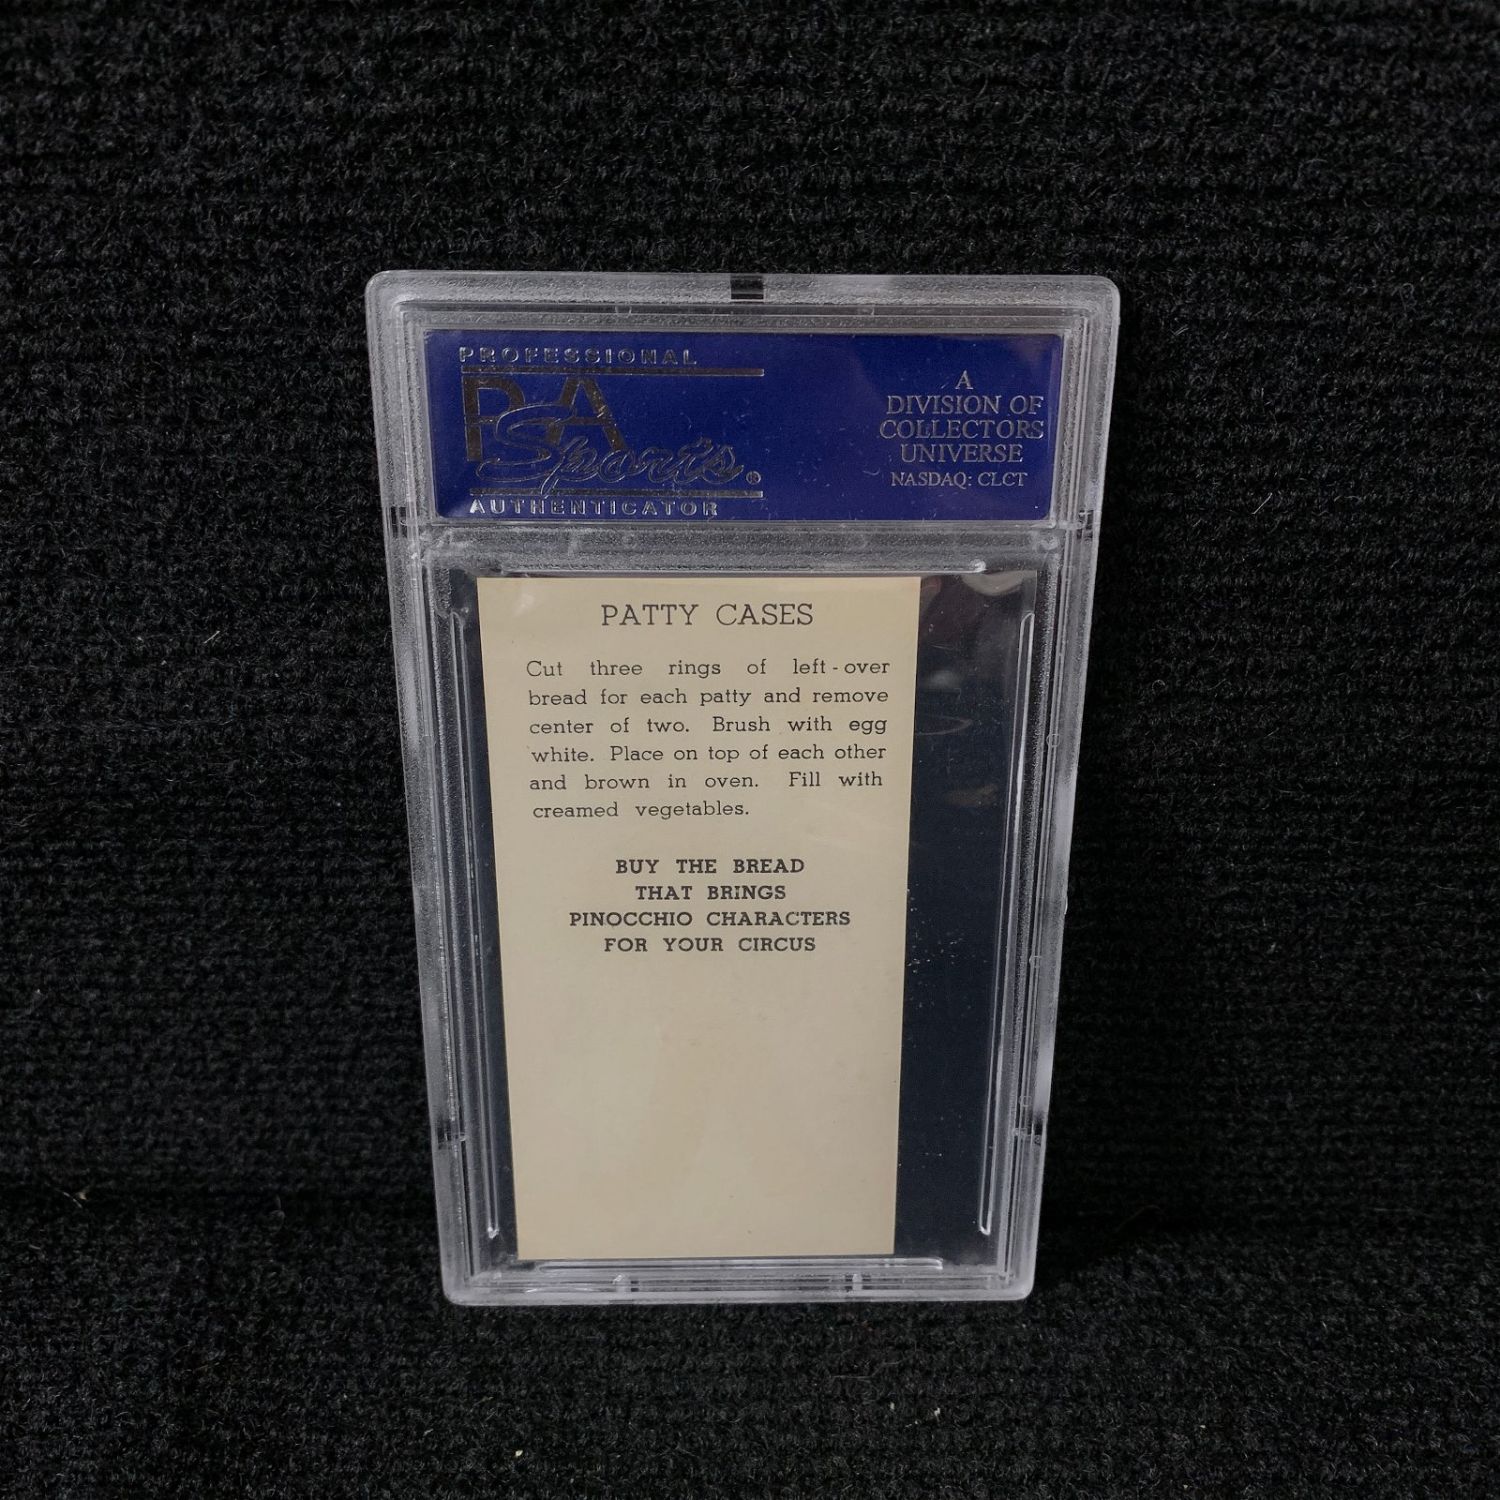 PROFESSIONAL
PSA
Sports®
AUTHENTICATOR
A
DIVISION OF
COLLECTORS
UNIVERSE
NASDAQ: CLCT
PATTY CASES
Cut three rings of left-over
bread for each patty and remove
center of two. Brush with egg
white. Place on top of each other
and brown in oven. Fill with
creamed vegetables.
BUY THE BREAD
THAT BRINGS
PINOCCHIO CHARACTERS
FOR YOUR CIRCUS